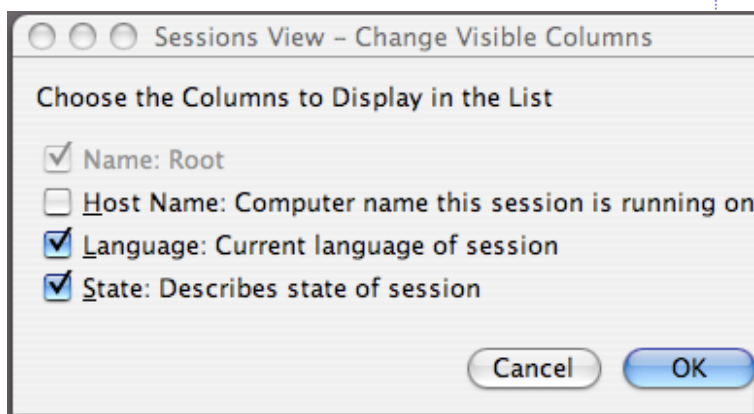 Sessions View – Change Visible Columns
Choose the Columns to Display in the List
Name: Root
Host Name: Computer name this session is running on
Language: Current language of session
State: Describes state of session
Cancel OK